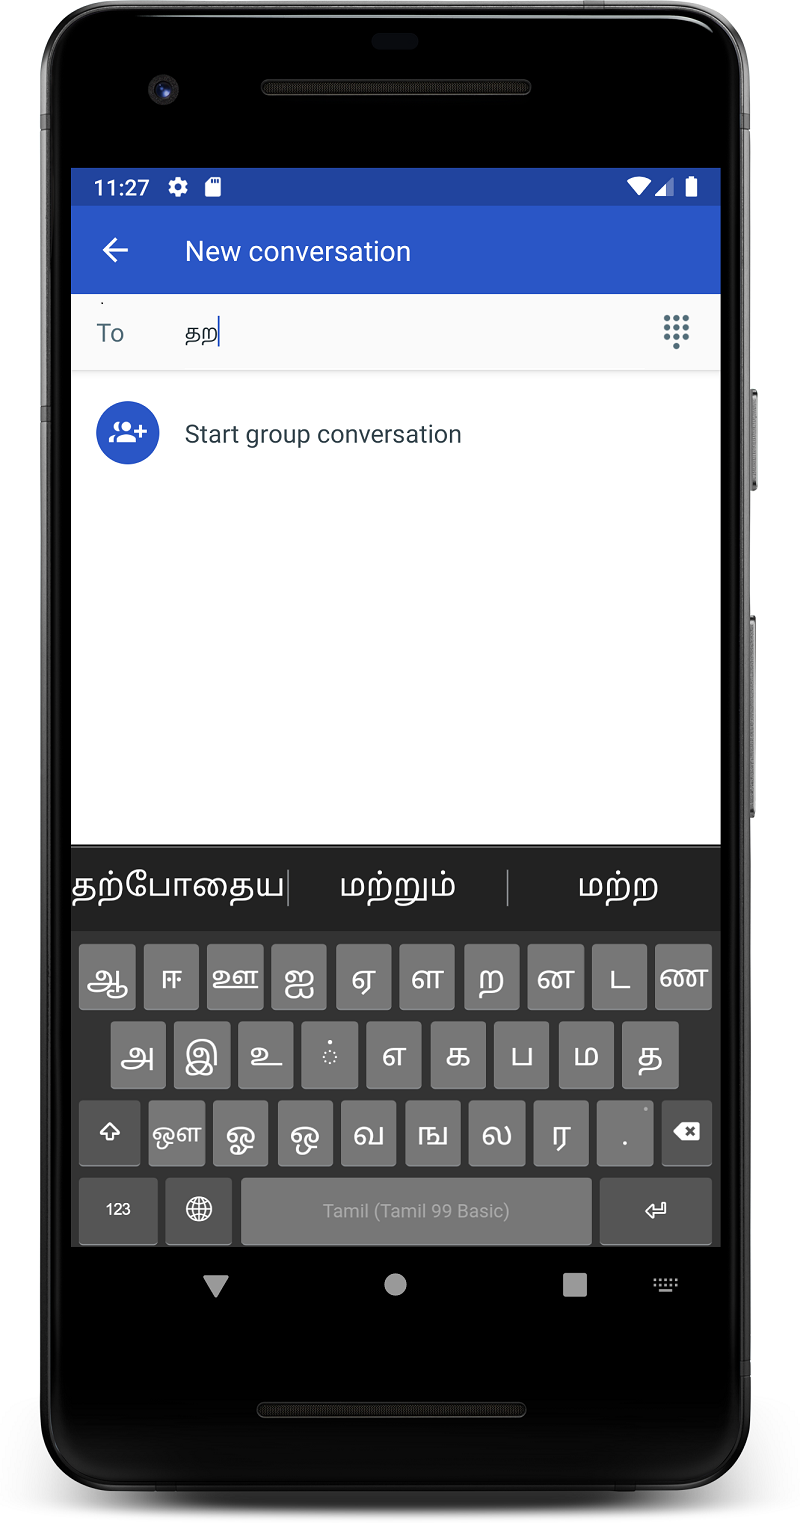 11:27
New conversation
To தற
Start group conversation
தற்போதைய மற்றும் மற்ற
ஆ ஈ ஊ ஐ ஏ ள ற ன ட ண
அ இ உ ் எ க ப ம த
ஔ ஓ ஒ வ ங ல ர .
123 Tamil (Tamil 99 Basic)